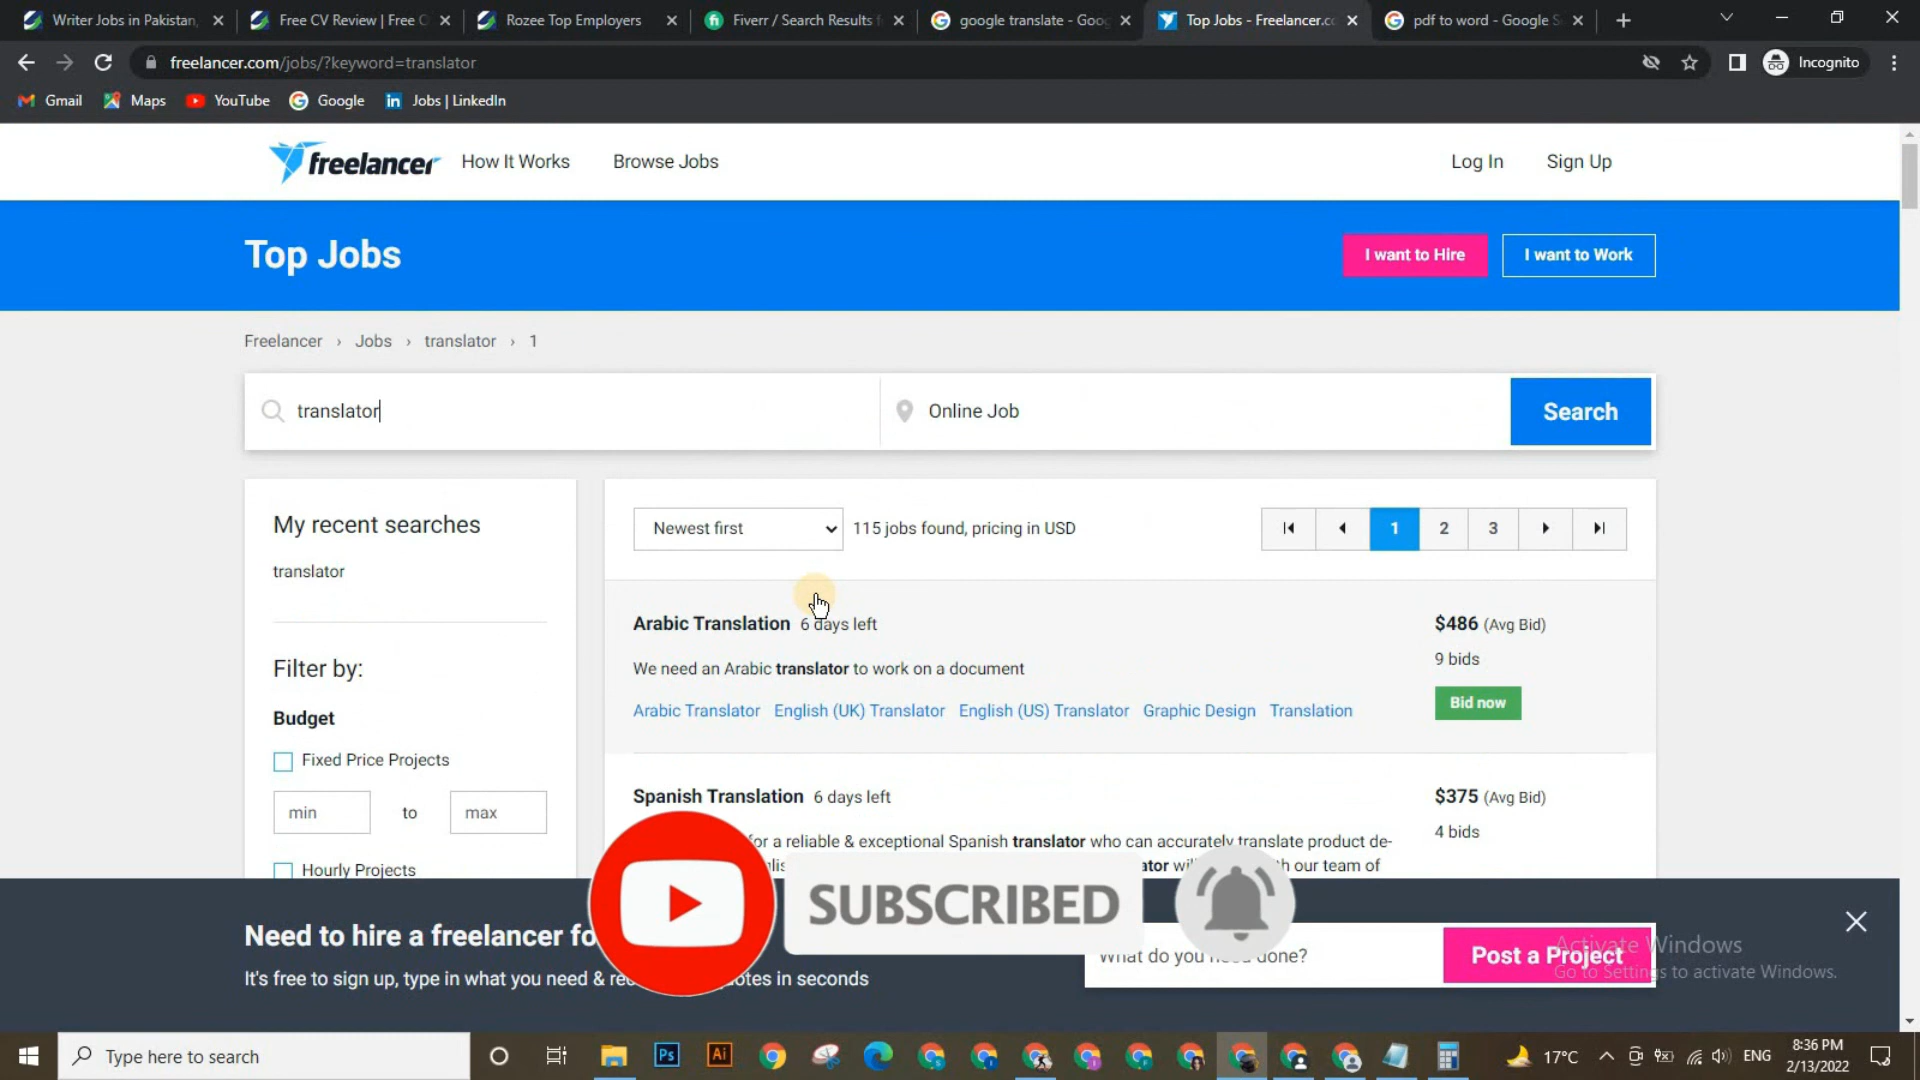 Writer Jobs in Pakistan,
Free CV Review | Free C
Rozee Top Employers
Fiverr / Search Results f
google translate - Goog
Top Jobs - Freelancer.co
pdf to word - Google S
freelancer.com/jobs/?keyword=translator
Incognito
Gmail
Maps
YouTube
Google
Jobs | LinkedIn
freelancer
How It Works
Browse Jobs
Log In
Sign Up
Top Jobs
I want to Hire
I want to Work
Freelancer › Jobs › translator › 1
translator
Online Job
Search
My recent searches
translator
Filter by:
Budget
Fixed Price Projects
min to max
Hourly Projects
Newest first
115 jobs found, pricing in USD
1 2 3
Arabic Translation 6 days left
$486 (Avg Bid)
We need an Arabic translator to work on a document
9 bids
Arabic Translator English (UK) Translator English (US) Translator Graphic Design Translation
Bid now
Spanish Translation 6 days left
$375 (Avg Bid)
for a reliable & exceptional Spanish translator who can accurately translate product de-
4 bids
our team of
SUBSCRIBED
Need to hire a freelancer fo
It's free to sign up, type in what you need &
in seconds
What do you need done?
Post a Project
Activate Windows
Go to Settings to activate Windows.
Type here to search
Ps
Ai
17°C
ENG
8:36 PM
2/13/2022